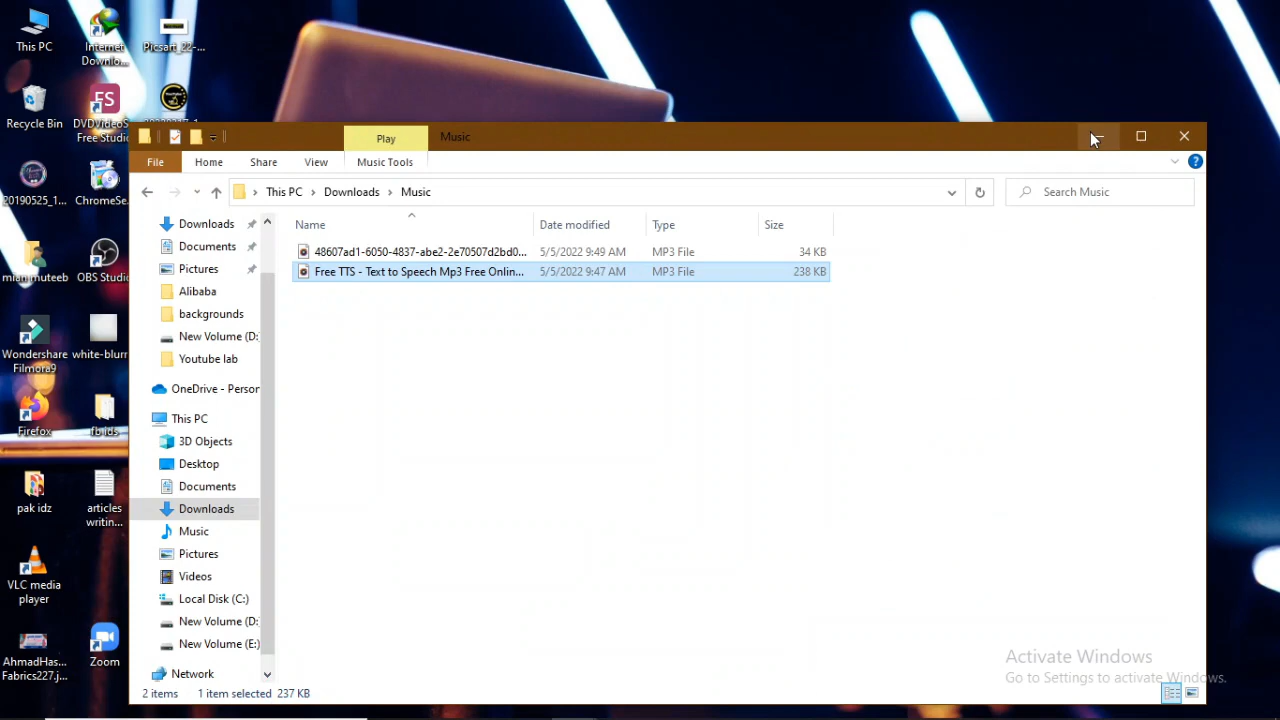 This PC
Internet
Downlo...
Picsart_22-...
Recycle Bin
FS
DVDVideoS
Free Studio
20190525_1...
ChromeSe...
mian muteeb
OBS Studio
Wondershare
Filmora9
white-blurr
Firefox
fb ids
pak idz
articles
writin...
VLC media
player
AhmadHas...
Fabrics227.j...
Zoom
Play
Music
File
Home
Share
View
Music Tools
This PC
Downloads
Music
Search Music
Name
Date modified
Type
Size
48607ad1-6050-4837-abe2-2e70507d2bd0...
5/5/2022 9:49 AM
MP3 File
34 KB
Free TTS - Text to Speech Mp3 Free Onlin...
5/5/2022 9:47 AM
MP3 File
238 KB
Downloads
Documents
Pictures
Alibaba
backgrounds
New Volume (D:
Youtube lab
OneDrive - Person
This PC
3D Objects
Desktop
Documents
Downloads
Music
Pictures
Videos
Local Disk (C:)
New Volume (D:
New Volume (E:)
Network
2 items
1 item selected 237 KB
Activate Windows
Go to Settings to activate Windows.